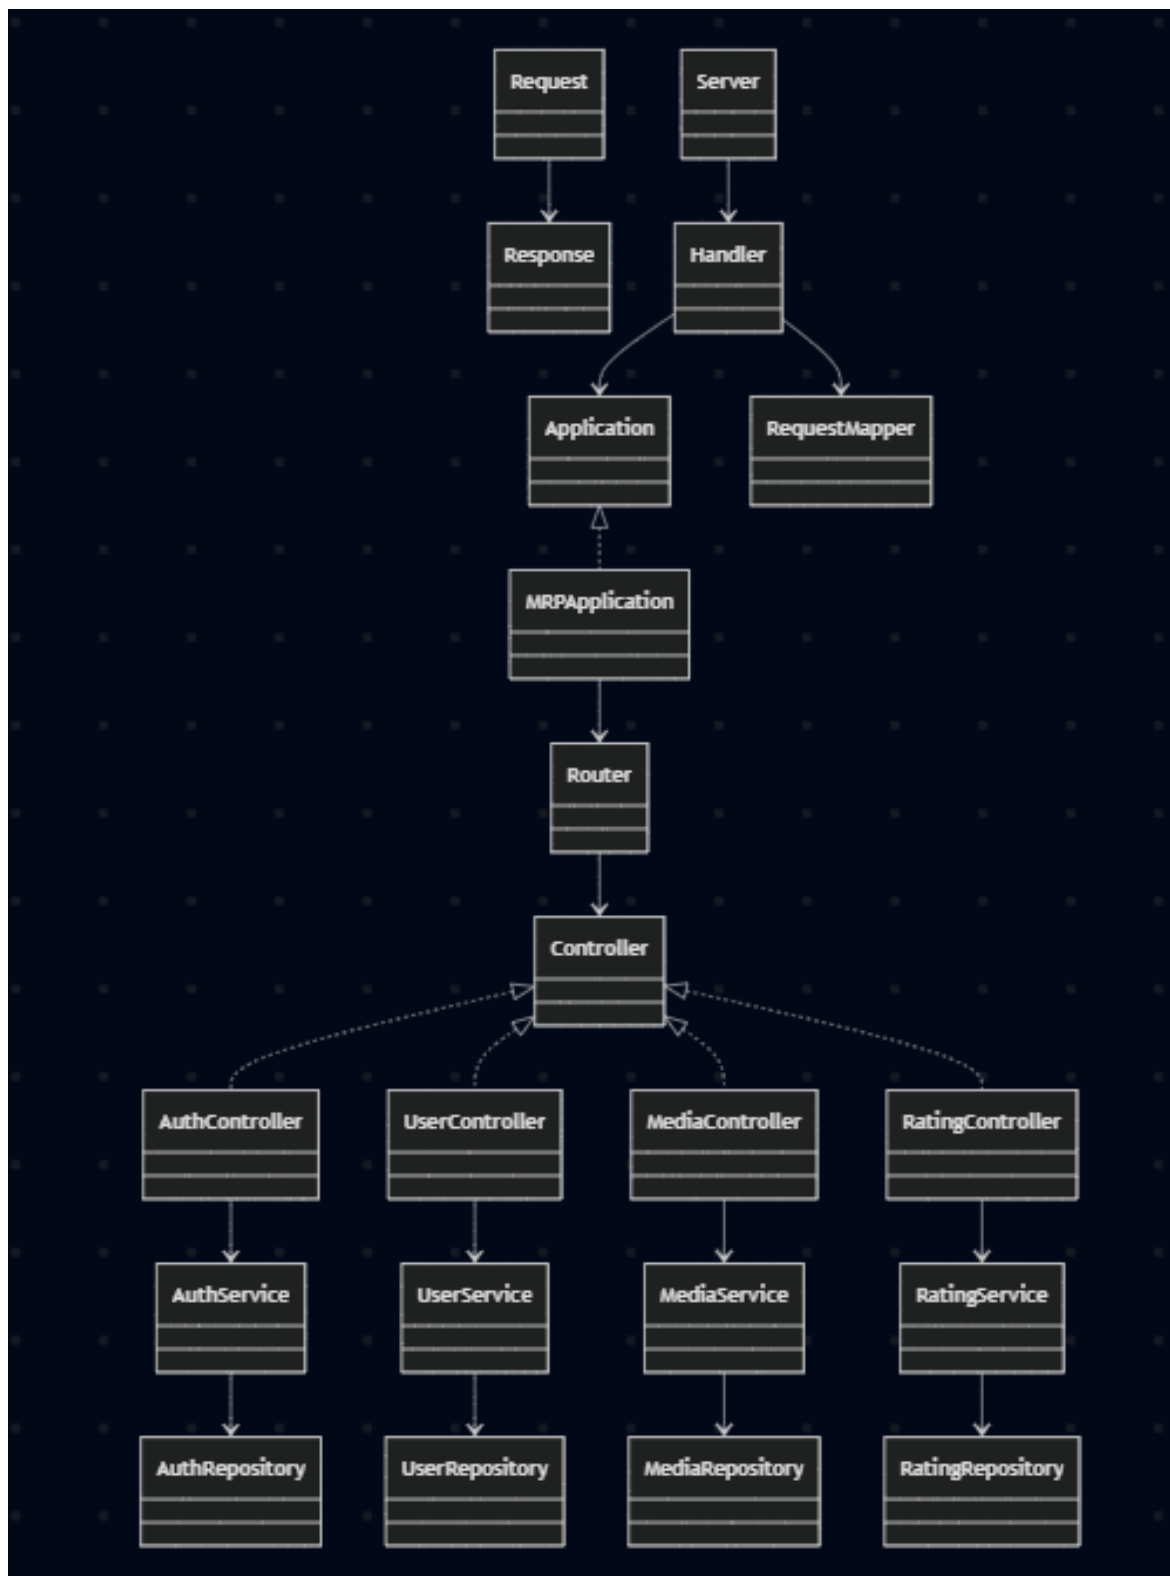 Request
Server
Response
Handler
Application
RequestMapper
MRPApplication
Router
Controller
AuthController
UserController
MediaController
RatingController
AuthService
UserService
MediaService
RatingService
AuthRepository
UserRepository
MediaRepository
RatingRepository